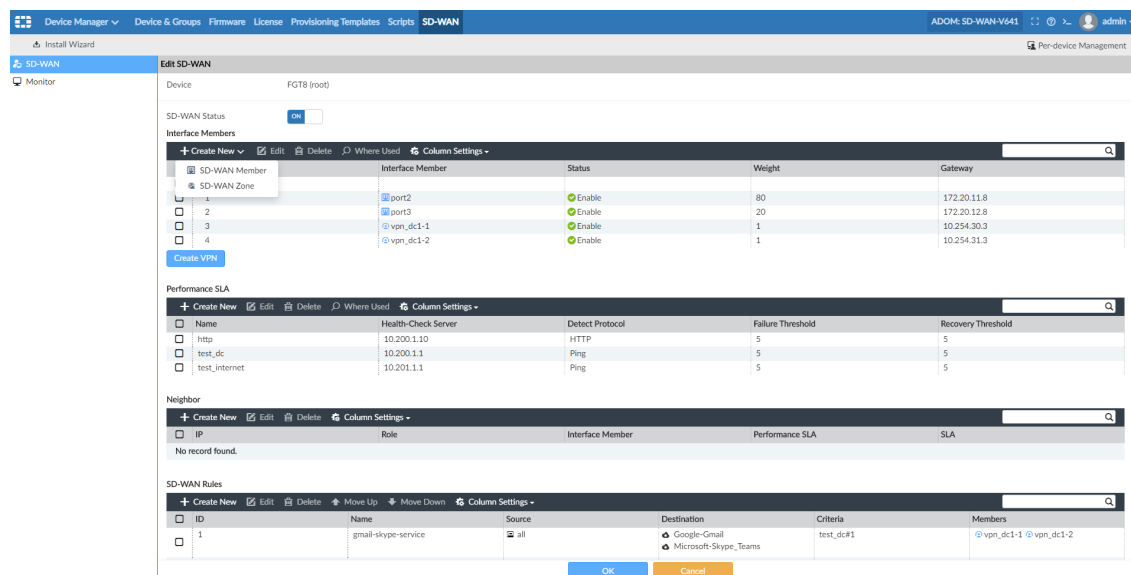 Device Manager Device & Groups Firmware License Provisioning Templates Scripts SD-WAN ADOM: SD-WAN-V641 admin
Install Wizard Per-device Management
SD-WAN
Monitor
Edit SD-WAN
Device FGT8 (root)
SD-WAN Status ON
Interface Members
Create New Edit Delete Where Used Column Settings
SD-WAN Member
SD-WAN Zone
Interface Member Status Weight Gateway
1 port2 Enable 80 172.20.11.8
2 port3 Enable 20 172.20.12.8
3 vpn_dc1-1 Enable 1 10.254.30.3
4 vpn_dc1-2 Enable 1 10.254.31.3
Create VPN
Performance SLA
Create New Edit Delete Where Used Column Settings
Name Health-Check Server Detect Protocol Failure Threshold Recovery Threshold
http 10.200.1.10 HTTP 5 5
test_dc 10.200.1.1 Ping 5 5
test_internet 10.201.1.1 Ping 5 5
Neighbor
Create New Edit Delete Column Settings
IP Role Interface Member Performance SLA SLA
No record found.
SD-WAN Rules
Create New Edit Delete Move Up Move Down Column Settings
ID Name Source Destination Criteria Members
1 gmail-skype-service all Google-Gmail test_dc#1 vpn_dc1-1 vpn_dc1-2
Microsoft-Skype_Teams
OK Cancel